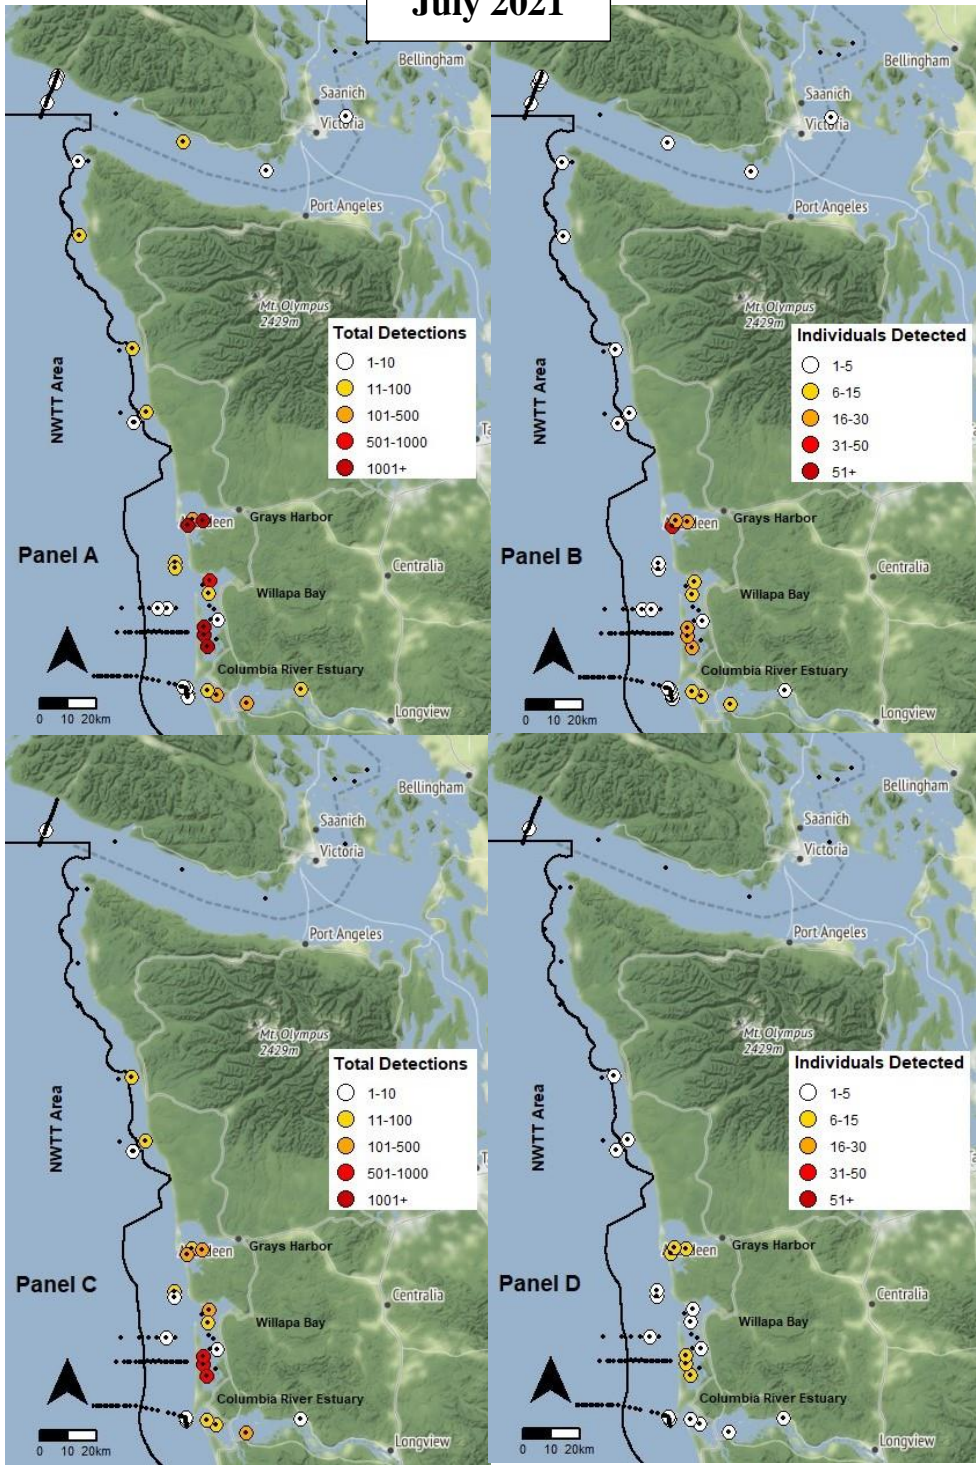 July 2021
Bellingham
Saanich
Victoria
Port Angeles
Mt. Olympus
2429m
Total Detections
1-10
11-100
101-500
501-1000
1001+
NWTT Area
Grays Harbor
Panel A
Centralia
Willapa Bay
Columbia River Estuary
Longview
0 10 20km
Bellingham
Saanich
Victoria
Port Angeles
Mt. Olympus
2429m
Individuals Detected
1-5
6-15
16-30
31-50
51+
NWTT Area
Grays Harbor
Panel B
Centralia
Willapa Bay
Columbia River Estuary
Longview
0 10 20km
Bellingham
Saanich
Victoria
Port Angeles
Mt. Olympus
2429m
Total Detections
1-10
11-100
101-500
501-1000
1001+
NWTT Area
Grays Harbor
Panel C
Centralia
Willapa Bay
Columbia River Estuary
Longview
0 10 20km
Bellingham
Saanich
Victoria
Port Angeles
Mt. Olympus
2429m
Individuals Detected
1-5
6-15
16-30
31-50
51+
NWTT Area
Grays Harbor
Panel D
Centralia
Willapa Bay
Columbia River Estuary
Longview
0 10 20km